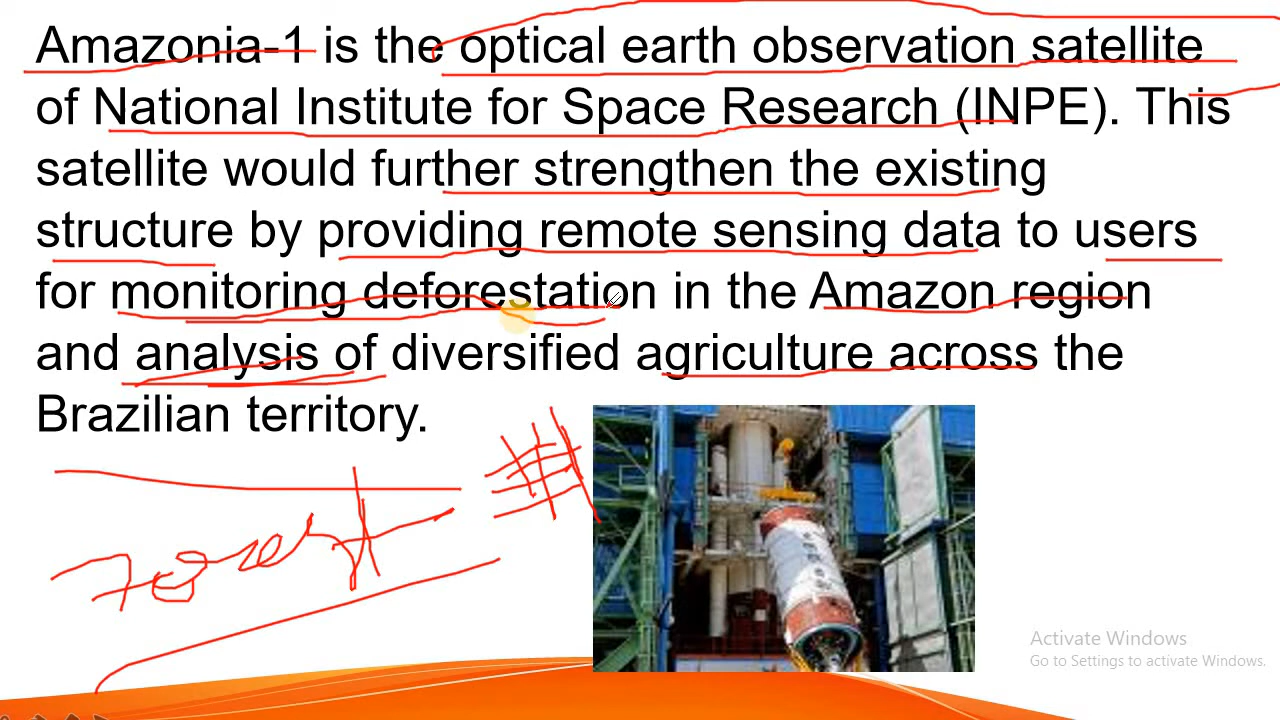 Amazonia-1 is the optical earth observation satellite
of National Institute for Space Research (INPE). This
satellite would further strengthen the existing
structure by providing remote sensing data to users
for monitoring deforestation in the Amazon region
and analysis of diversified agriculture across the
Brazilian territory.
Forest
Activate Windows
Go to Settings to activate Windows.